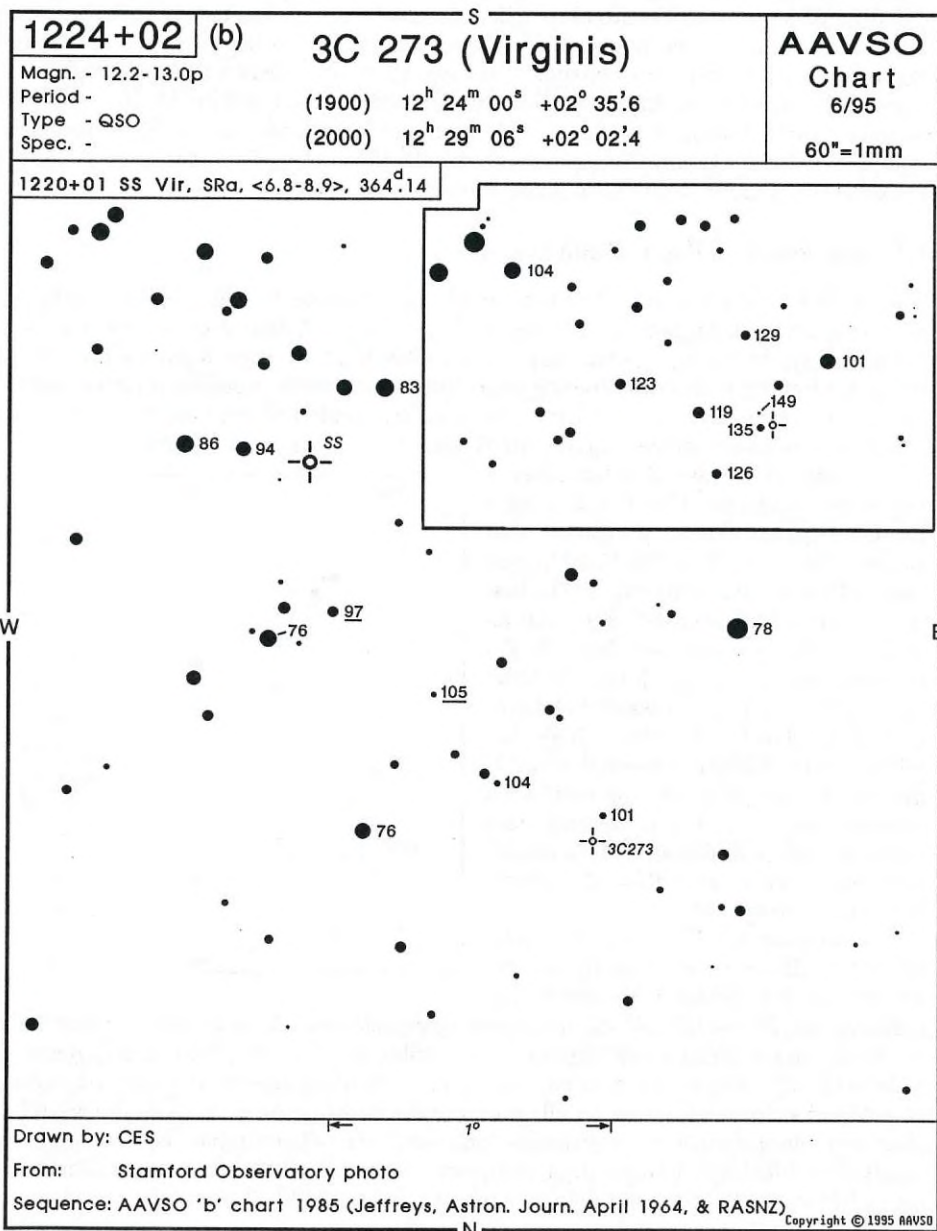 S
1224+02 (b)
3C 273 (Virginis)
AAVSO
Chart
6/95
60"=1mm
Magn. - 12.2-13.0p
Period -
Type - QSO
Spec. -
(1900) 12ʰ 24ᵐ 00ˢ +02° 35.'6
(2000) 12ʰ 29ᵐ 06ˢ +02° 02.'4
1220+01 SS Vir, SRa, <6.8-8.9>, 364.ᵈ14
104
129
101
123
149
119
135
126
83
86
94
SS
97
W
76
78
E
105
104
101
3C273
76
1°
Drawn by: CES
From: Stamford Observatory photo
Sequence: AAVSO 'b' chart 1985 (Jeffreys, Astron. Journ. April 1964, & RASNZ)
Copyright © 1995 AAVSO
N